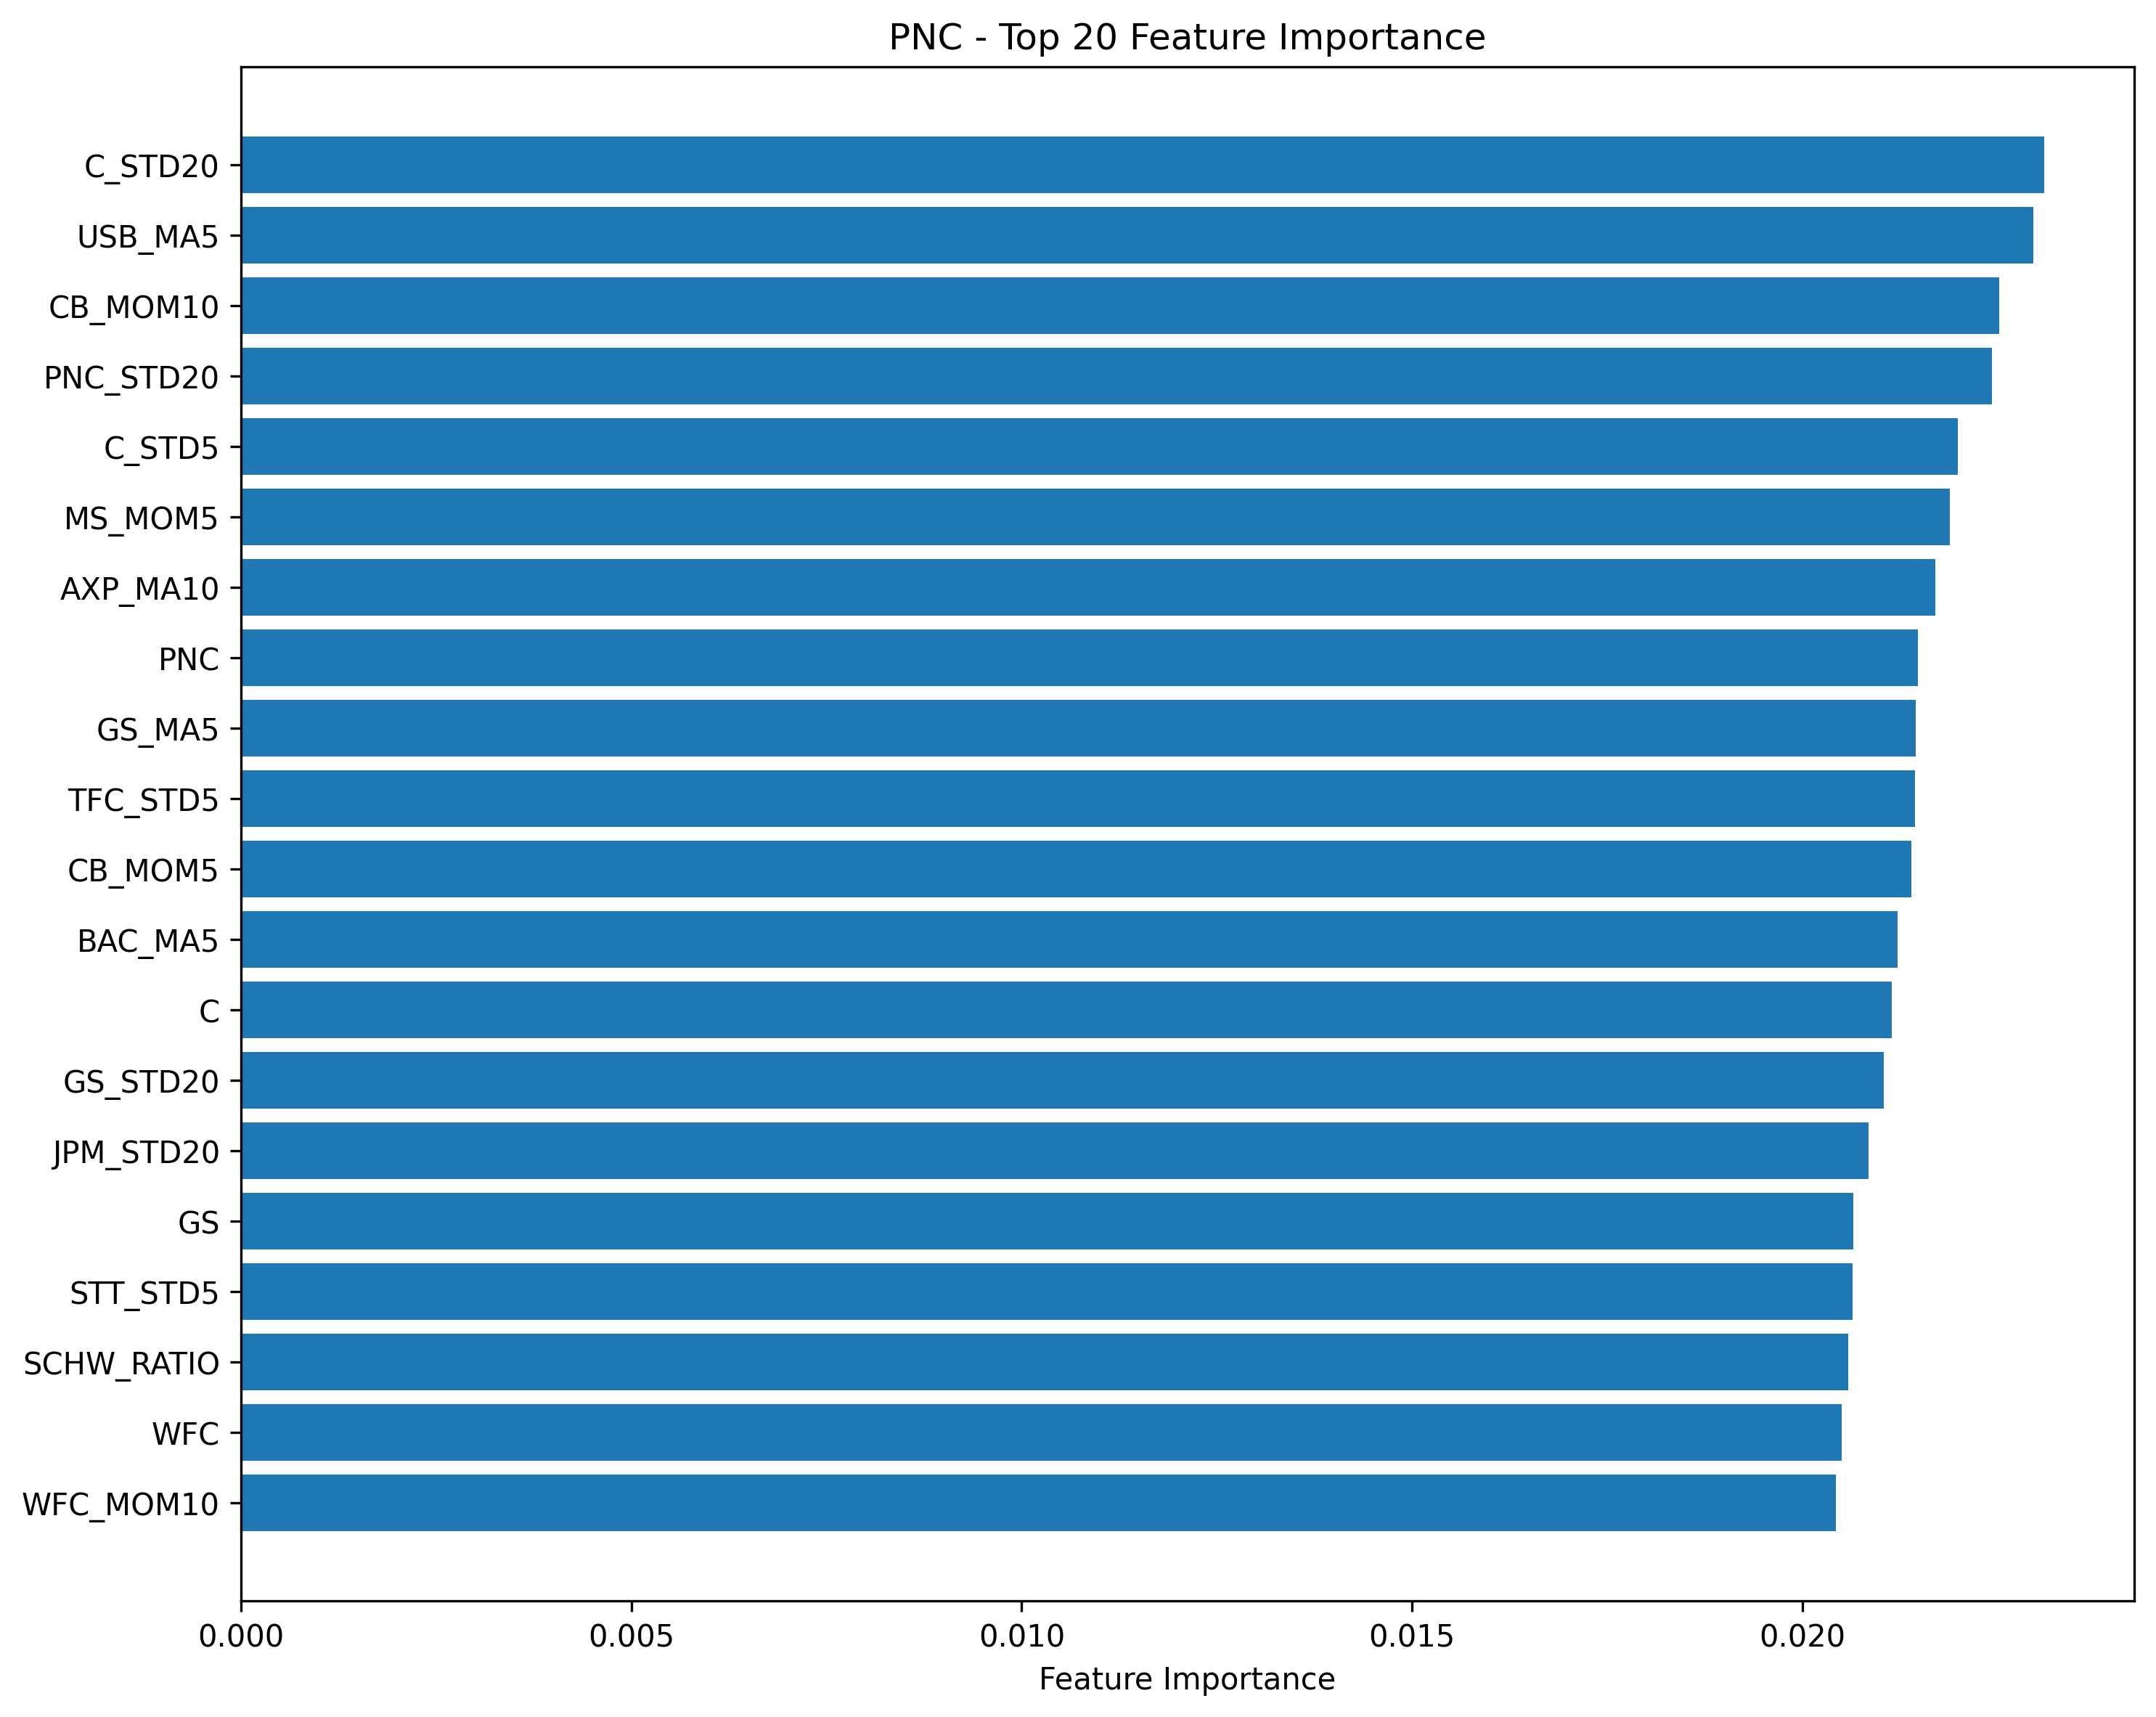 PNC - Top 20 Feature Importance
C_STD20
USB_MA5
CB_MOM10
PNC_STD20
C_STD5
MS_MOM5
AXP_MA10
PNC
GS_MA5
TFC_STD5
CB_MOM5
BAC_MA5
C
GS_STD20
JPM_STD20
GS
STT_STD5
SCHW_RATIO
WFC
WFC_MOM10
0.000 0.005 0.010 0.015 0.020
Feature Importance